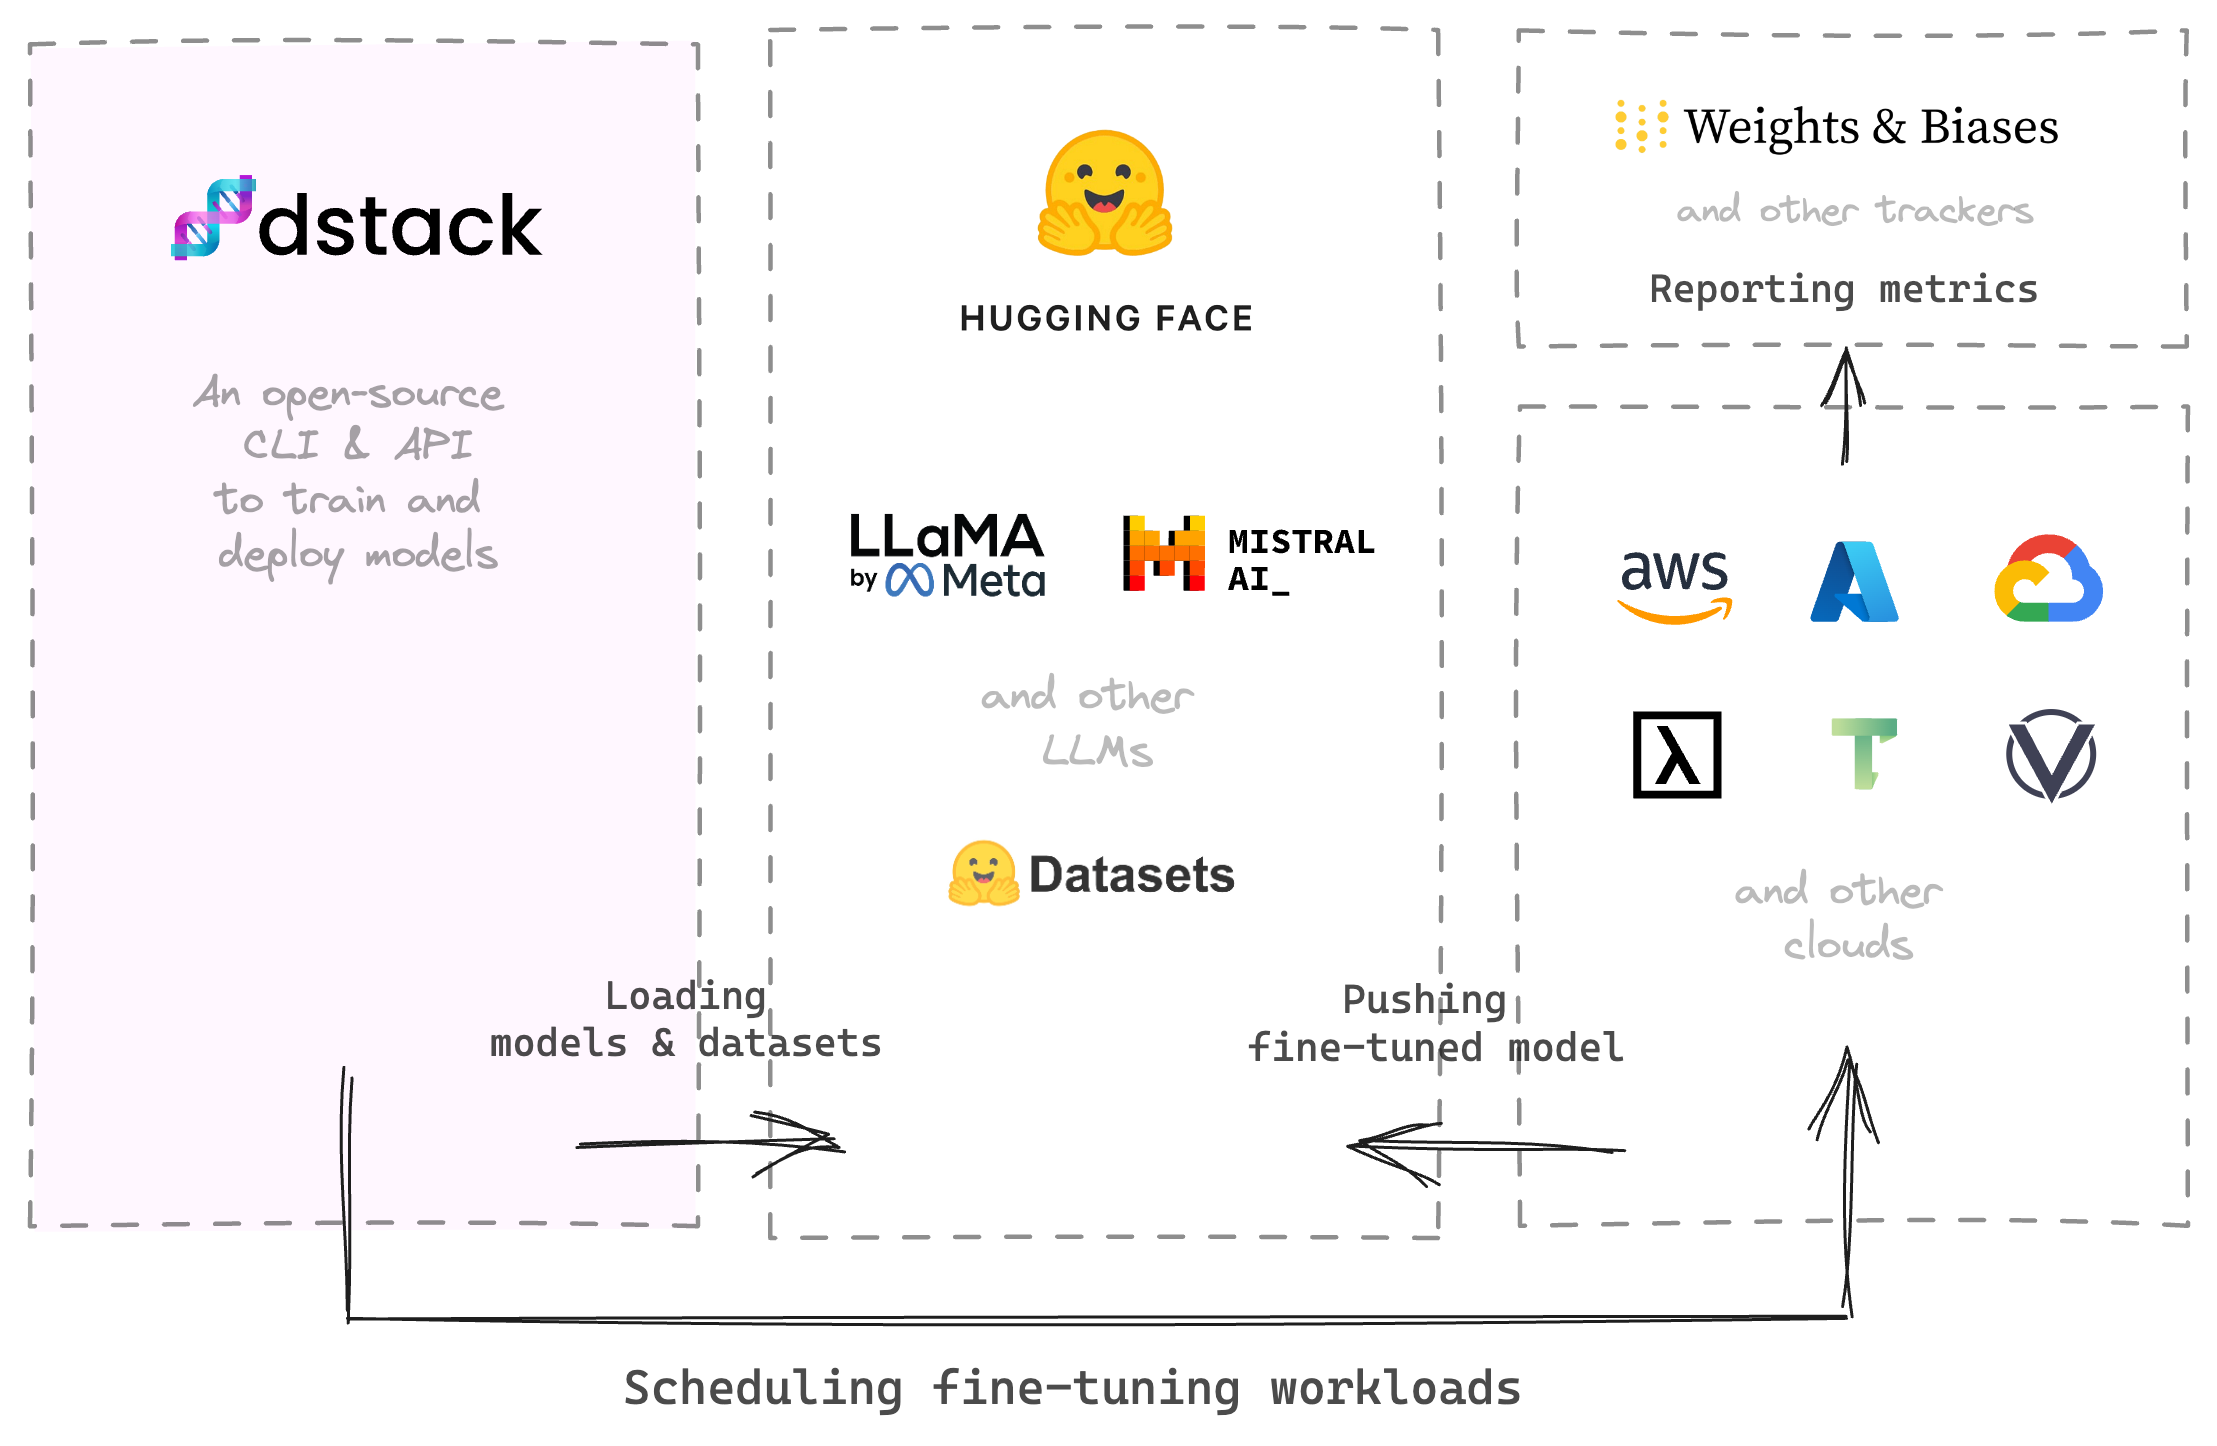 dstack
An open-source
CLI & API
to train and
deploy models
HUGGING FACE
LLaMA
by Meta
MISTRAL
AI_
and other
LLMs
Datasets
Weights & Biases
and other trackers
Reporting metrics
aws
λ
T
V
and other
clouds
Loading
models & datasets
Pushing
fine-tuned model
Scheduling fine-tuning workloads